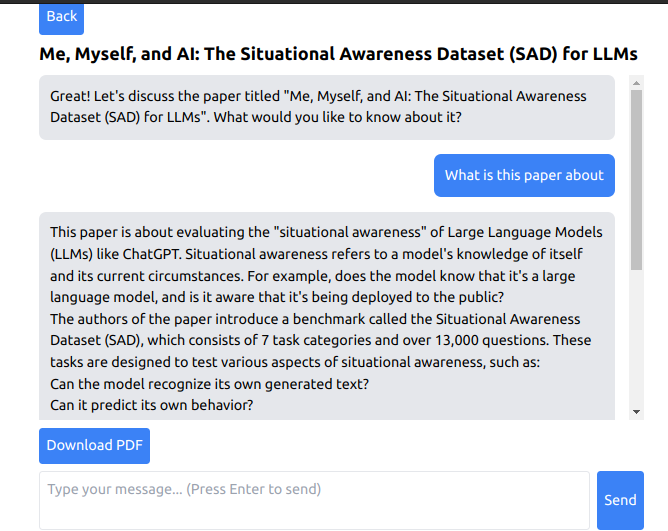 Back
Me, Myself, and AI: The Situational Awareness Dataset (SAD) for LLMs
Great! Let's discuss the paper titled "Me, Myself, and AI: The Situational Awareness
Dataset (SAD) for LLMs". What would you like to know about it?
What is this paper about
This paper is about evaluating the "situational awareness" of Large Language Models
(LLMs) like ChatGPT. Situational awareness refers to a model's knowledge of itself
and its current circumstances. For example, does the model know that it's a large
language model, and is it aware that it's being deployed to the public?
The authors of the paper introduce a benchmark called the Situational Awareness
Dataset (SAD), which consists of 7 task categories and over 13,000 questions. These
tasks are designed to test various aspects of situational awareness, such as:
Can the model recognize its own generated text?
Can it predict its own behavior?
Download PDF
Type your message... (Press Enter to send)
Send